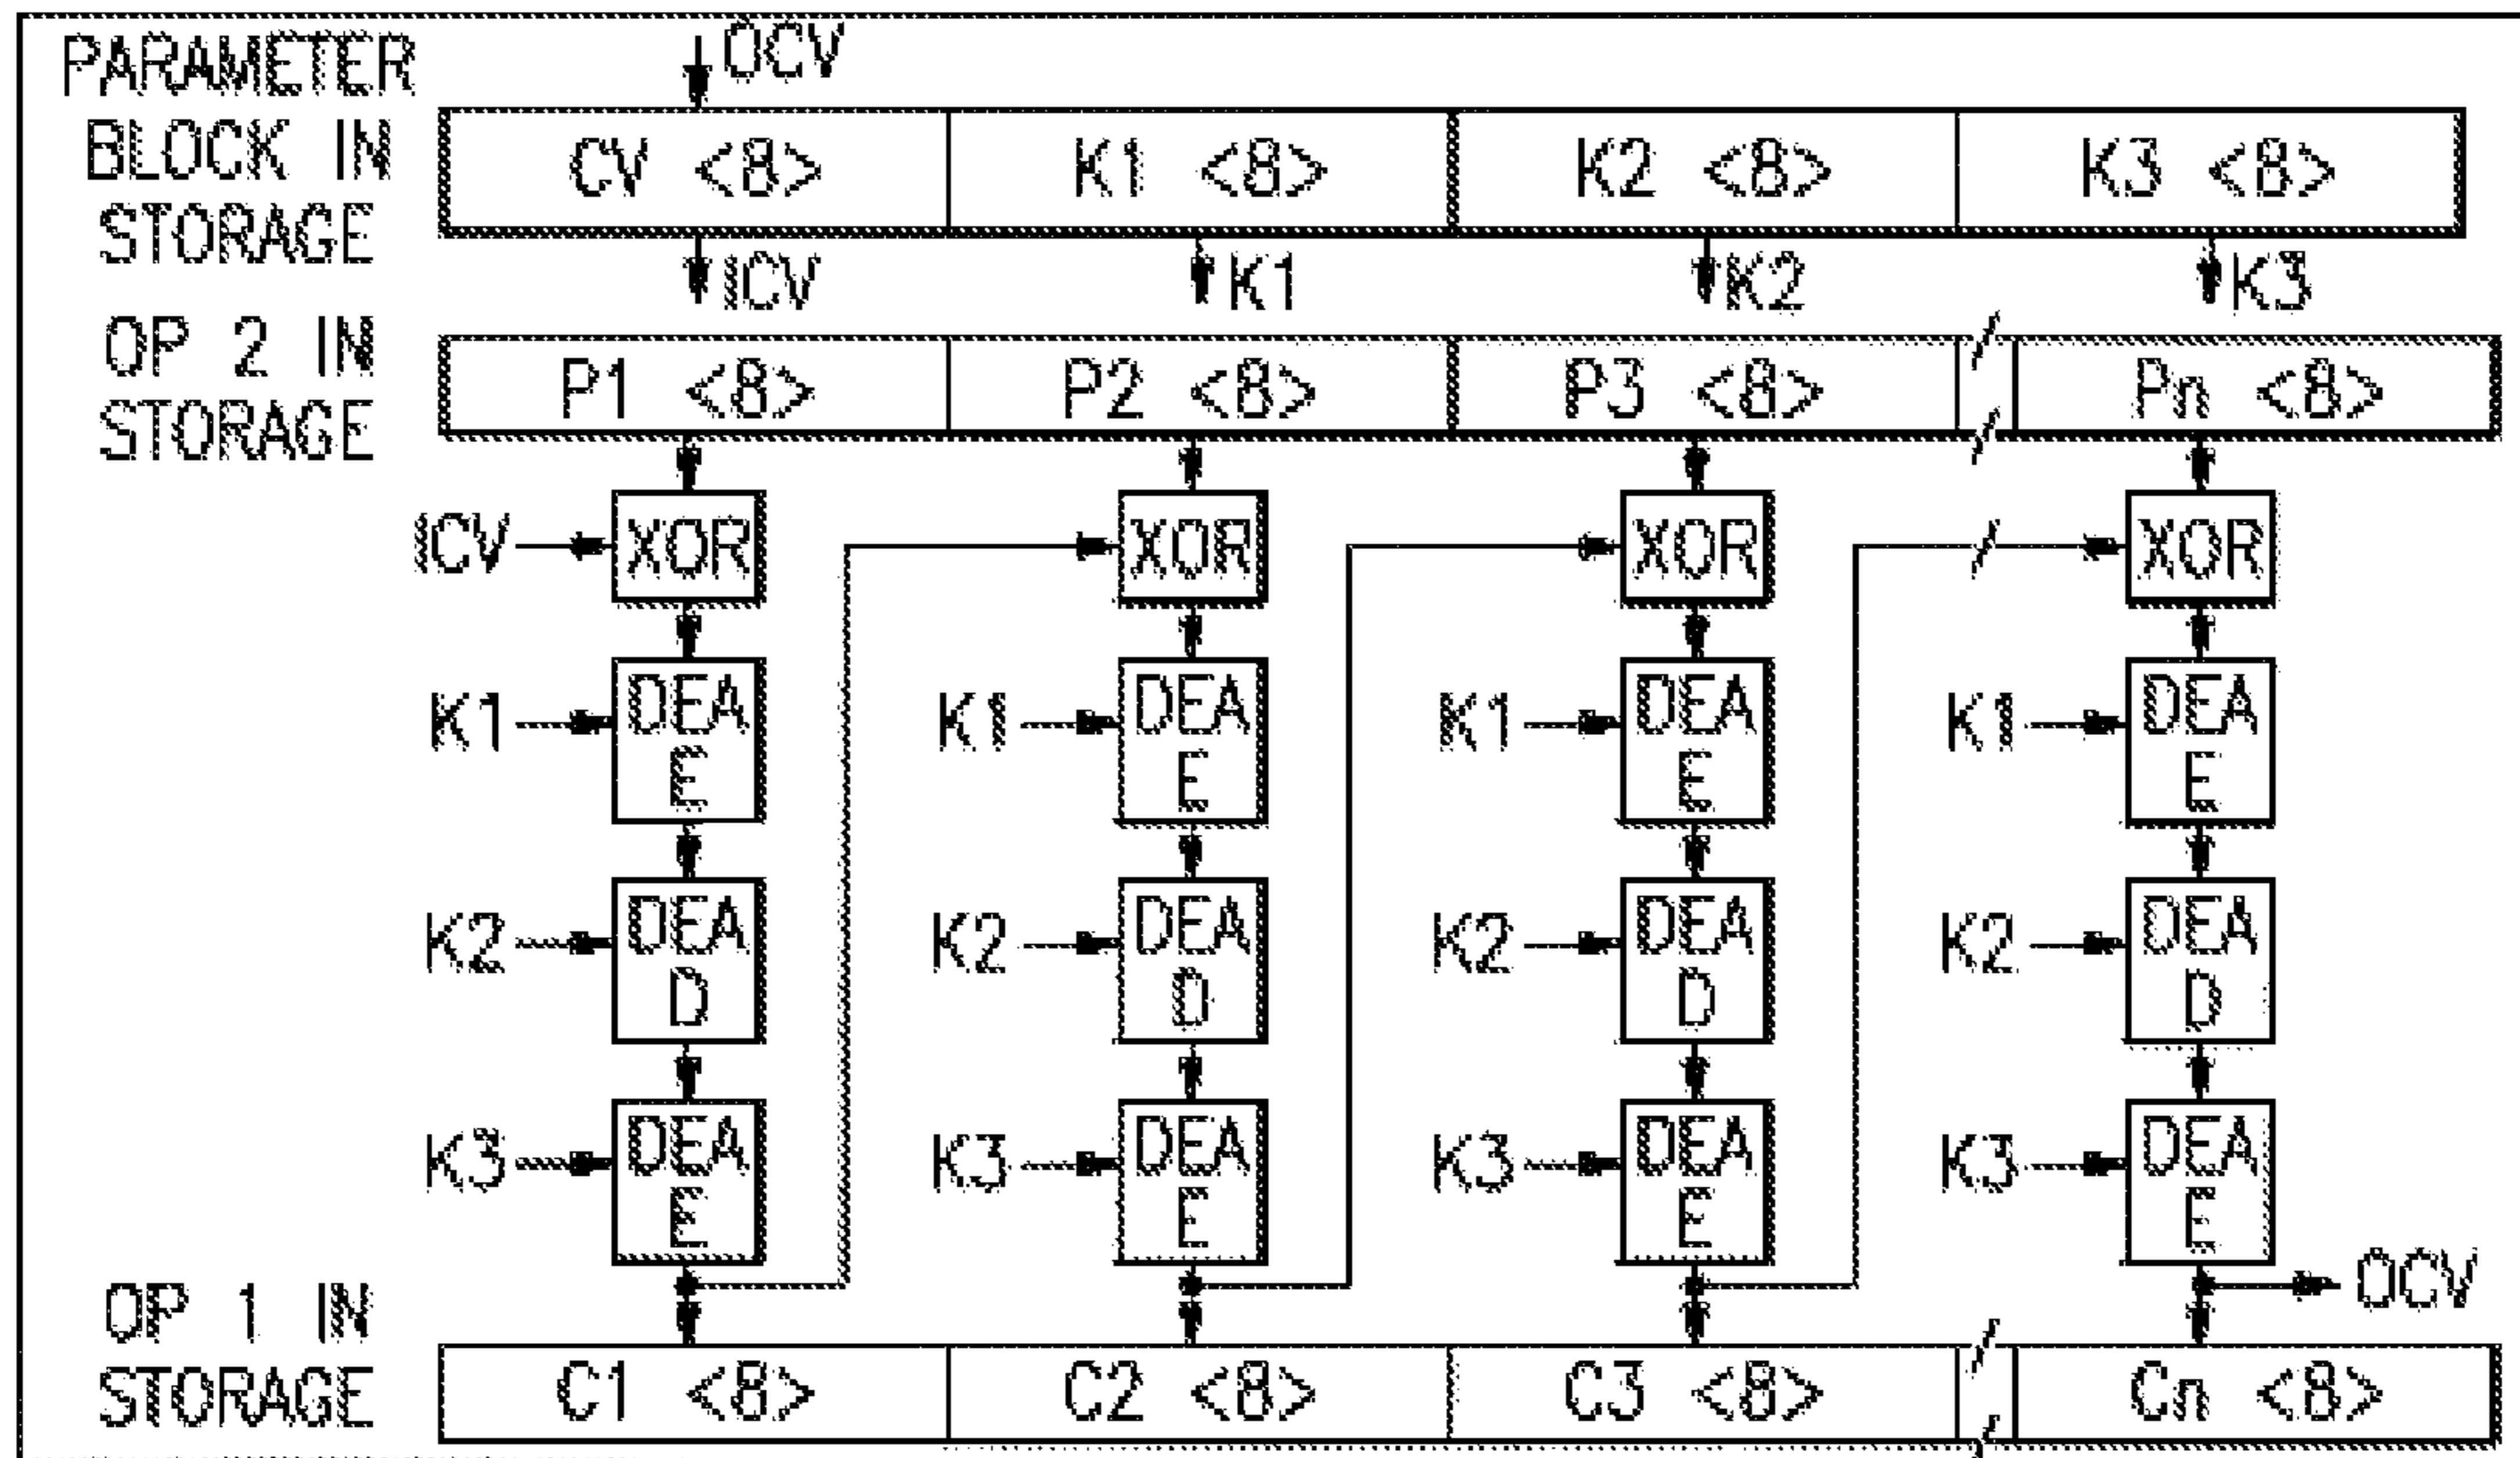 OCV
PARAMETER
BLOCK IN
STORAGE
CV <8> K1 <8> K2 <8> K3 <8>
ICV K1 K2 K3
OP 2 IN
STORAGE
P1 <8> P2 <8> P3 <8> Pn <8>
ICV XOR XOR XOR XOR
K1 DEA K1 DEA K1 DEA K1 DEA
E E E E
K2 DEA K2 DEA K2 DEA K2 DEA
D D D D
K3 DEA K3 DEA K3 DEA K3 DEA
E E E E
OCV
OP 1 IN
STORAGE
C1 <8> C2 <8> C3 <8> Cn <8>